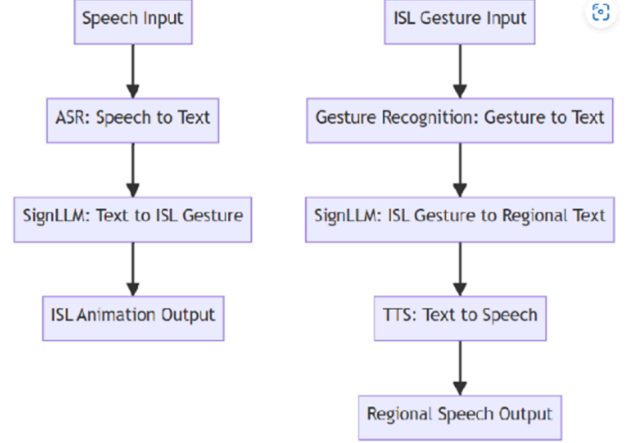 Speech Input
ASR: Speech to Text
SignLLM: Text to ISL Gesture
ISL Animation Output
ISL Gesture Input
Gesture Recognition: Gesture to Text
SignLLM: ISL Gesture to Regional Text
TTS: Text to Speech
Regional Speech Output